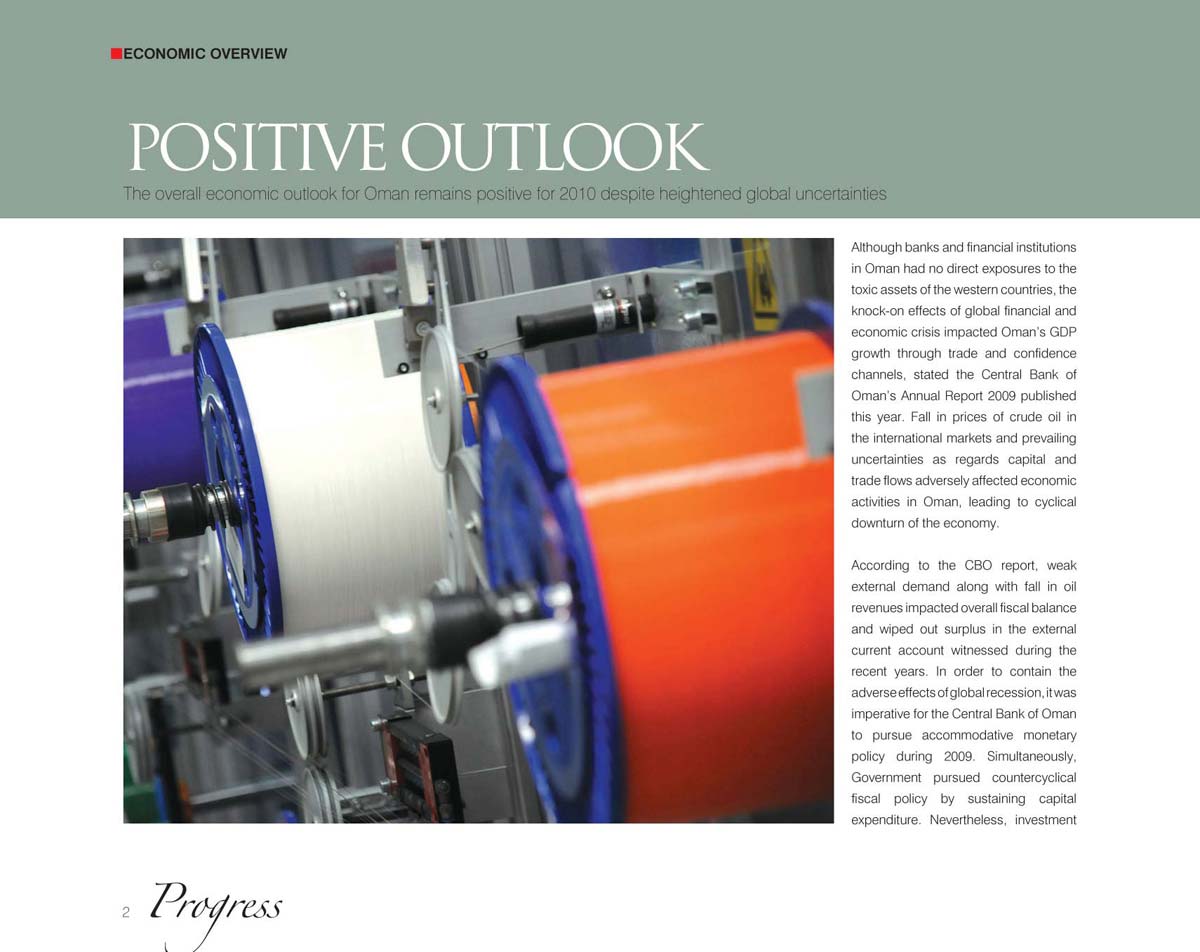 ECONOMIC OVERVIEW
POSITIVE OUTLOOK
The overall economic outlook for Oman remains positive for 2010 despite heightened global uncertainties
Although banks and financial institutions
in Oman had no direct exposures to the
toxic assets of the western countries, the
knock-on effects of global financial and
economic crisis impacted Oman's GDP
growth through trade and confidence
channels, stated the Central Bank of
Oman's Annual Report 2009 published
this year. Fall in prices of crude oil in
the international markets and prevailing
uncertainties as regards capital and
trade flows adversely affected economic
activities in Oman, leading to cyclical
downturn of the economy.
According to the CBO report, weak
external demand along with fall in oil
revenues impacted overall fiscal balance
and wiped out surplus in the external
current account witnessed during the
recent years. In order to contain the
adverse effects of global recession, it was
imperative for the Central Bank of Oman
to pursue accommodative monetary
policy during 2009. Simultaneously,
Government pursued countercyclical
fiscal policy by sustaining capital
expenditure. Nevertheless, investment
2 Progress